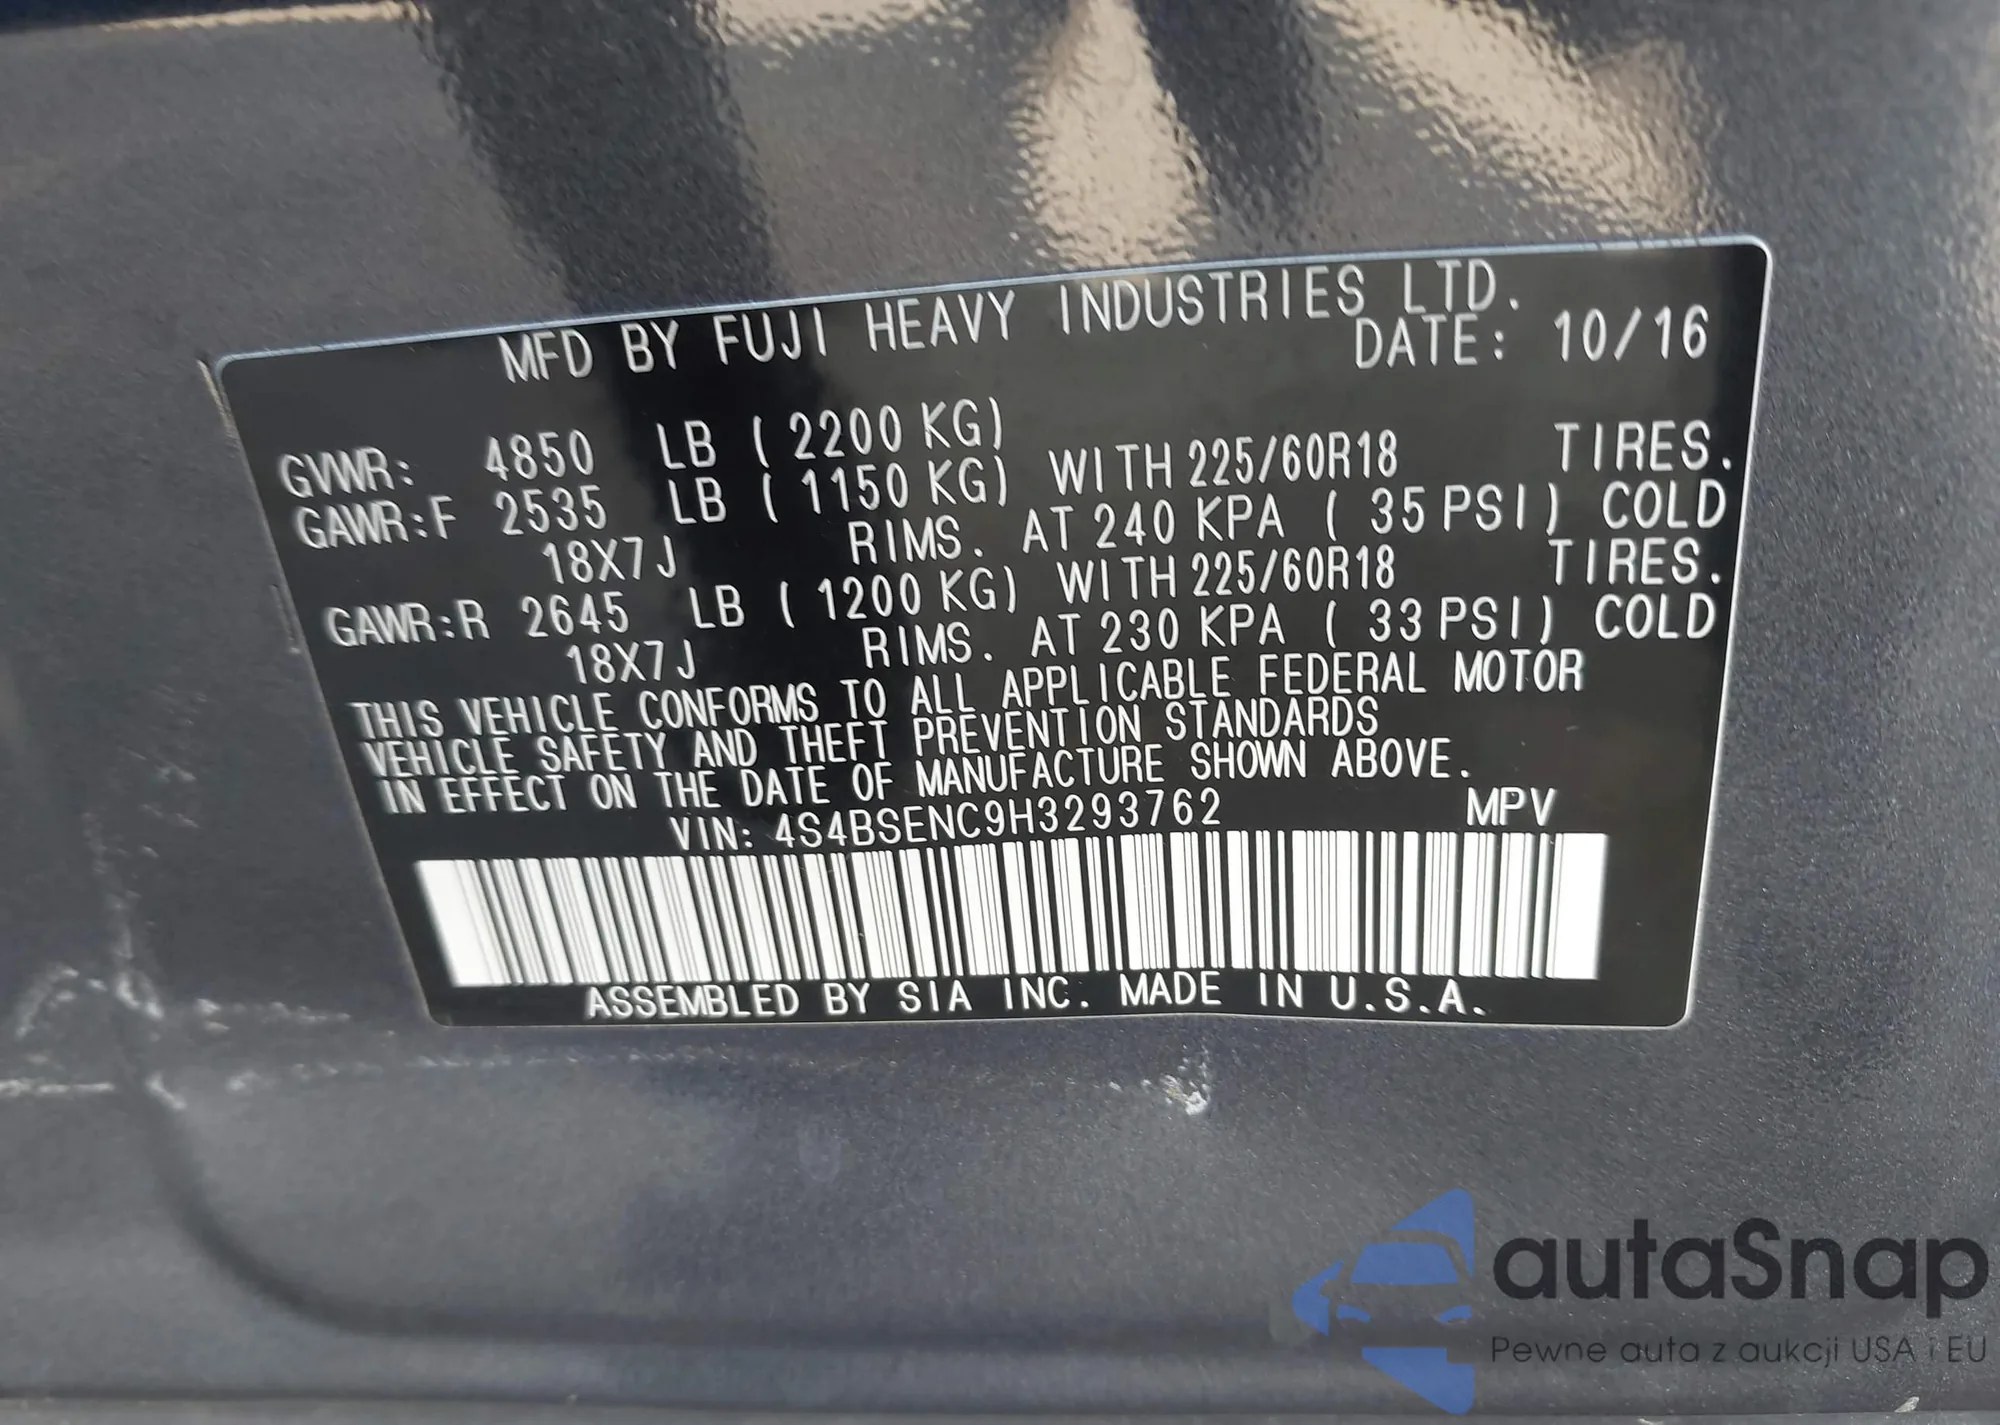 MFD BY FUJI HEAVY INDUSTRIES LTD.
DATE: 10/16
GVWR: 4850 LB ( 2200 KG)
GAWR:F 2535 LB ( 1150 KG) WITH 225/60R18 TIRES.
18X7J RIMS. AT 240 KPA ( 35 PSI) COLD
GAWR:R 2645 LB ( 1200 KG) WITH 225/60R18 TIRES.
18X7J RIMS. AT 230 KPA ( 33 PSI) COLD
THIS VEHICLE CONFORMS TO ALL APPLICABLE FEDERAL MOTOR
VEHICLE SAFETY AND THEFT PREVENTION STANDARDS
IN EFFECT ON THE DATE OF MANUFACTURE SHOWN ABOVE.
VIN: 4S4BSENC9H3293762 MPV
ASSEMBLED BY SIA INC. MADE IN U.S.A.
autaSnap
Pewne auta z aukcji USA i EU